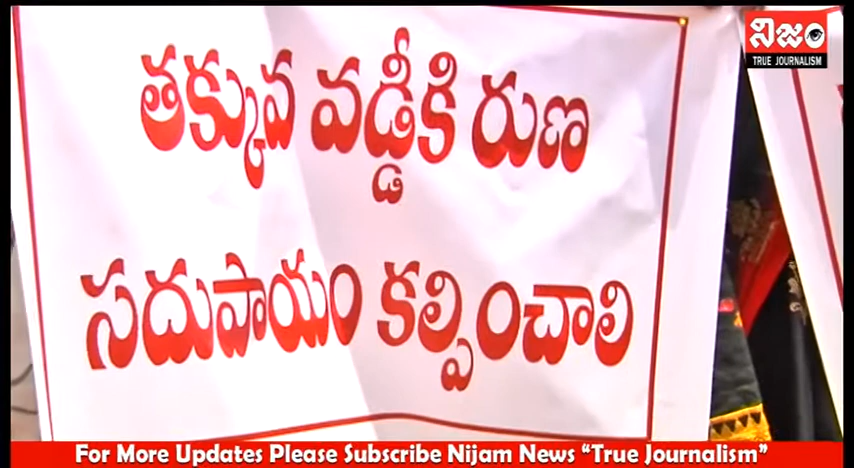 నిజం
TRUE JOURNALISM
తక్కువ వడ్డీకి రుణ
సదుపాయం కల్పించాలి
For More Updates Please Subscribe Nijam News “True Journalism”